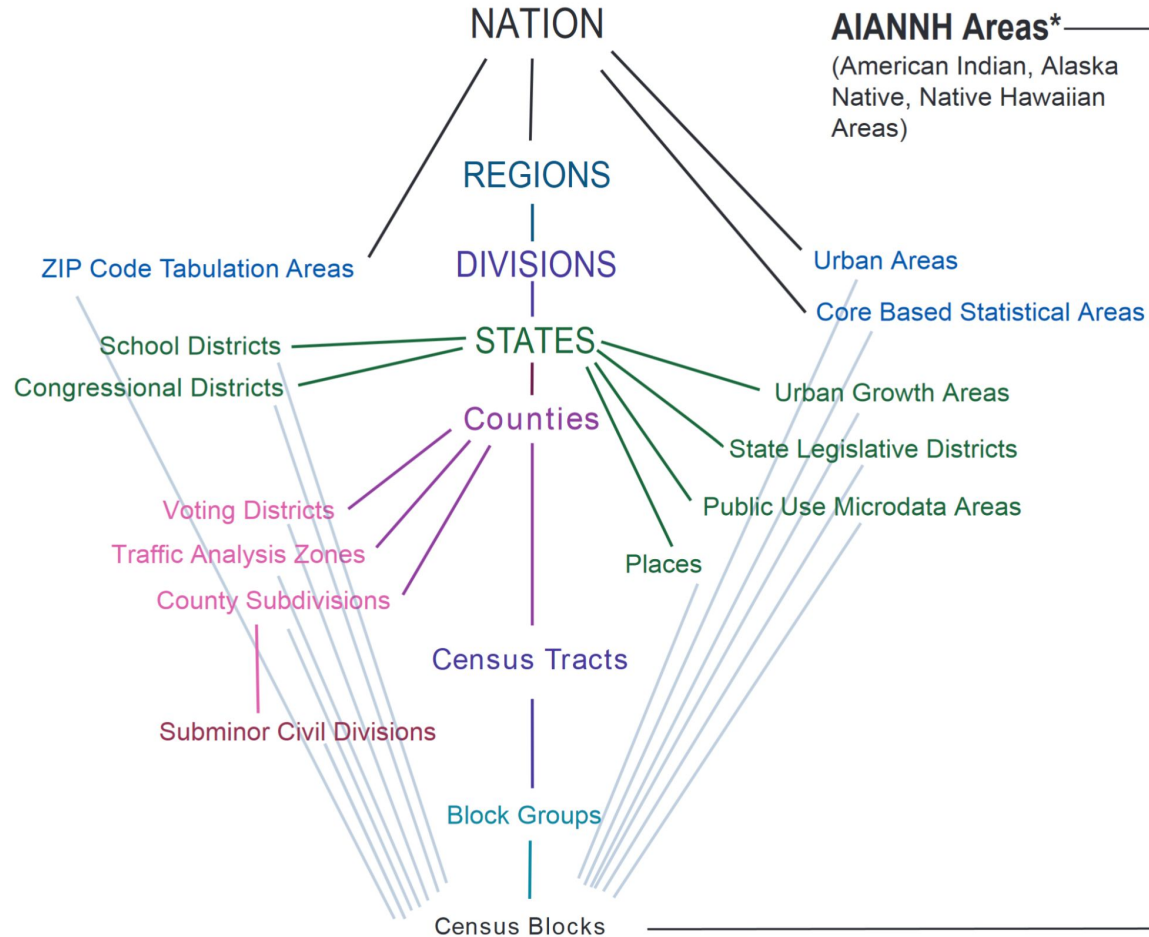 NATION
AIANNH Areas*
(American Indian, Alaska
Native, Native Hawaiian
Areas)
REGIONS
ZIP Code Tabulation Areas
DIVISIONS
Urban Areas
Core Based Statistical Areas
School Districts
STATES
Congressional Districts
Urban Growth Areas
Counties
State Legislative Districts
Voting Districts
Public Use Microdata Areas
Traffic Analysis Zones
Places
County Subdivisions
Census Tracts
Subminor Civil Divisions
Block Groups
Census Blocks